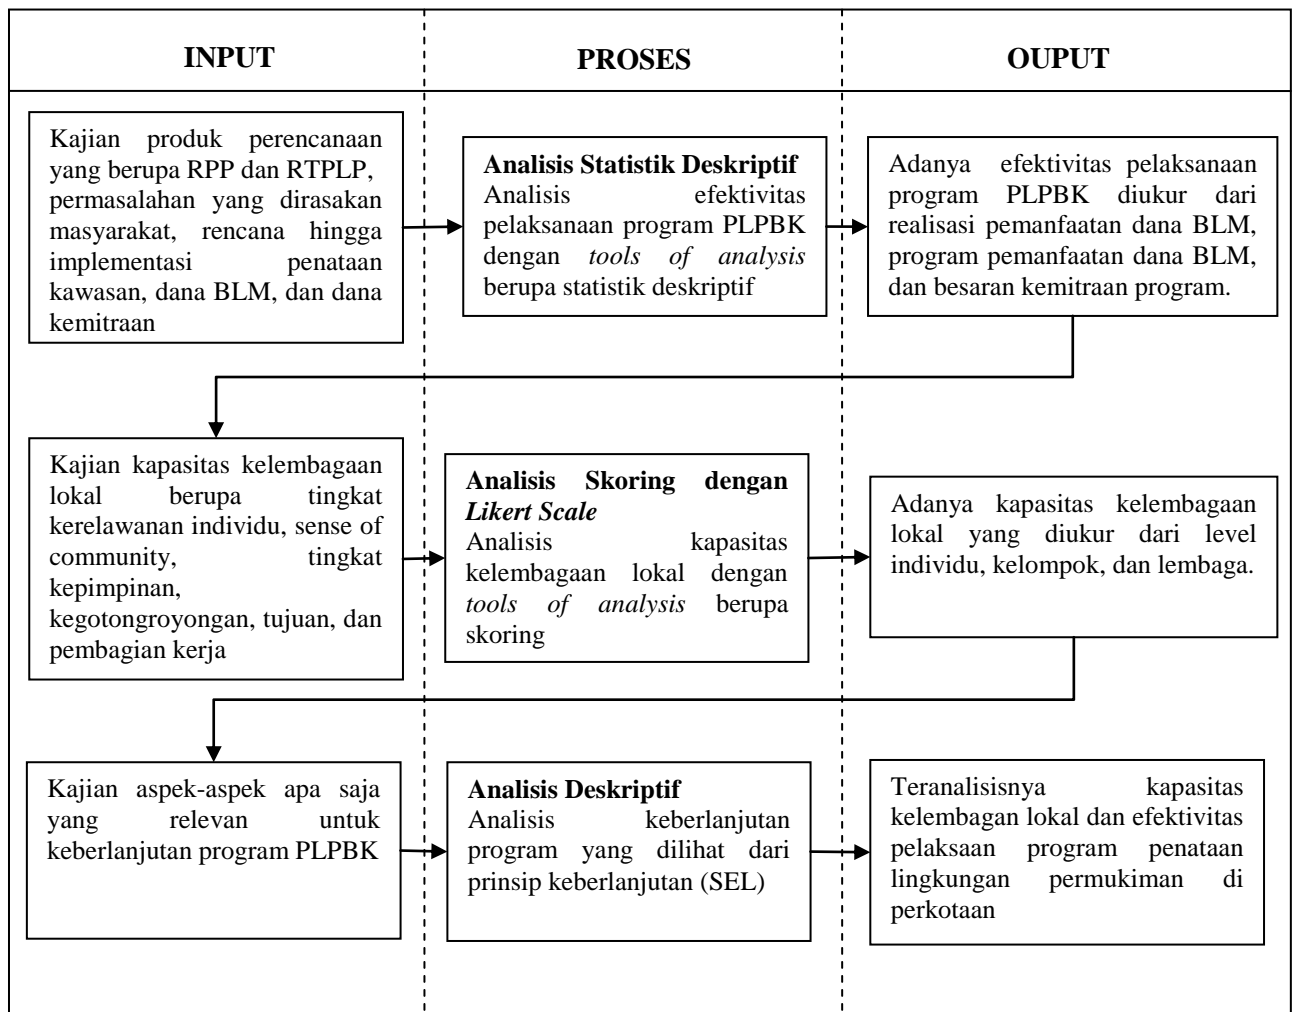 INPUT
PROSES
OUPUT
Kajian produk perencanaan
yang berupa RPP dan RTPLP,
permasalahan yang dirasakan
masyarakat, rencana hingga
implementasi penataan
kawasan, dana BLM, dan dana
kemitraan
Analisis Statistik Deskriptif
Analisis efektivitas
pelaksanaan program PLPBK
dengan tools of analysis
berupa statistik deskriptif
Adanya efektivitas pelaksanaan
program PLPBK diukur dari
realisasi pemanfaatan dana BLM,
program pemanfaatan dana BLM,
dan besaran kemitraan program.
Kajian kapasitas kelembagaan
lokal berupa tingkat
kerelawanan individu, sense of
community, tingkat
kepimpinan,
kegotongroyongan, tujuan, dan
pembagian kerja
Analisis Skoring dengan
Likert Scale
Analisis kapasitas
kelembagaan lokal dengan
tools of analysis berupa
skoring
Adanya kapasitas kelembagaan
lokal yang diukur dari level
individu, kelompok, dan lembaga.
Kajian aspek-aspek apa saja
yang relevan untuk
keberlanjutan program PLPBK
Analisis Deskriptif
Analisis keberlanjutan
program yang dilihat dari
prinsip keberlanjutan (SEL)
Teranalisisnya kapasitas
kelembagan lokal dan efektivitas
pelaksaan program penataan
lingkungan permukiman di
perkotaan